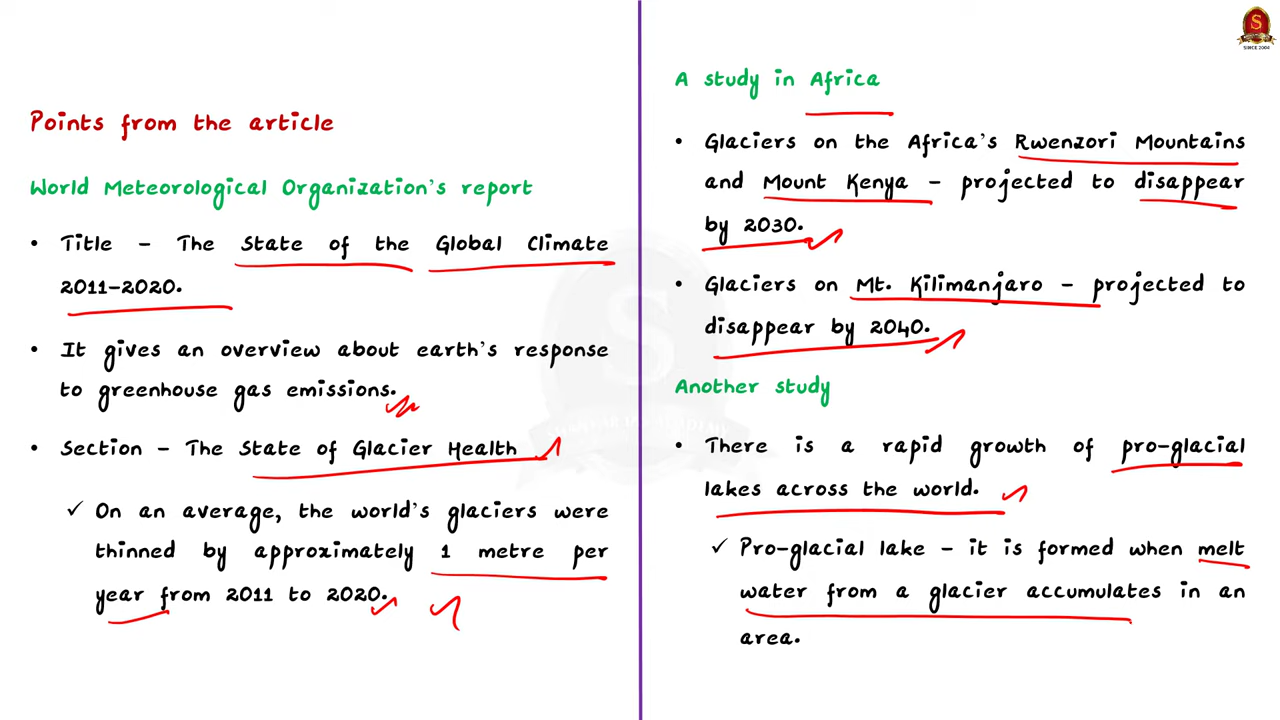 Points from the article
World Meteorological Organization's report
• Title – The State of the Global Climate
2011-2020.
• It gives an overview about earth's response
to greenhouse gas emissions.
• Section – The State of Glacier Health
✓ On an average, the world's glaciers were
thinned by approximately 1 metre per
year from 2011 to 2020.
A study in Africa
• Glaciers on the Africa's Rwenzori Mountains
and Mount Kenya – projected to disappear
by 2030.
• Glaciers on Mt. Kilimanjaro – projected to
disappear by 2040.
Another study
• There is a rapid growth of pro-glacial
lakes across the world.
✓ Pro-glacial lake – it is formed when melt
water from a glacier accumulates in an
area.
S
SINCE 2004